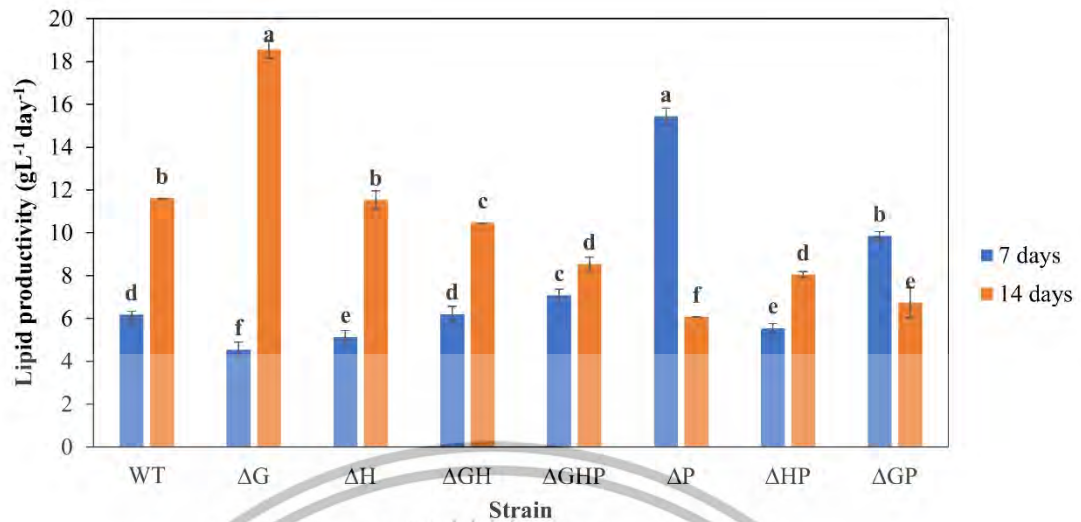 20
18
16
14
12
10
8
6
4
2
0
Lipid productivity (gL⁻¹ day⁻¹)
d b
f a
e b
d c
c d
a f
e d
b e
7 days
14 days
WT ΔG ΔH ΔGH ΔGHP ΔP ΔHP ΔGP
Strain